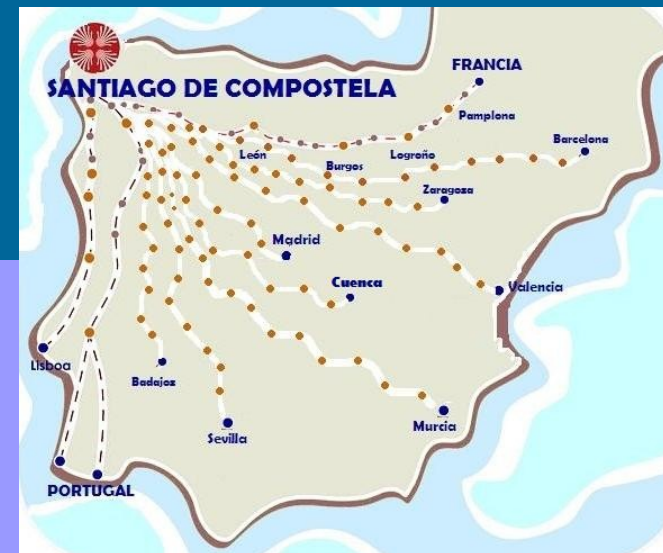 FRANCIA
SANTIAGO DE COMPOSTELA
Pamplona
Barcelona
León
Burgos
Logroño
Zaragoza
Madrid
Cuenca
Valencia
Lisboa
Badajoz
Sevilla
Murcia
PORTUGAL